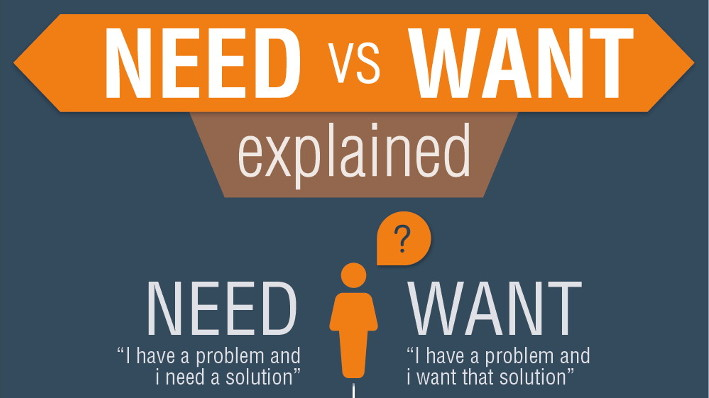 NEED vs WANT
explained
?
NEED
“I have a problem and
i need a solution”
WANT
“I have a problem and
i want that solution”